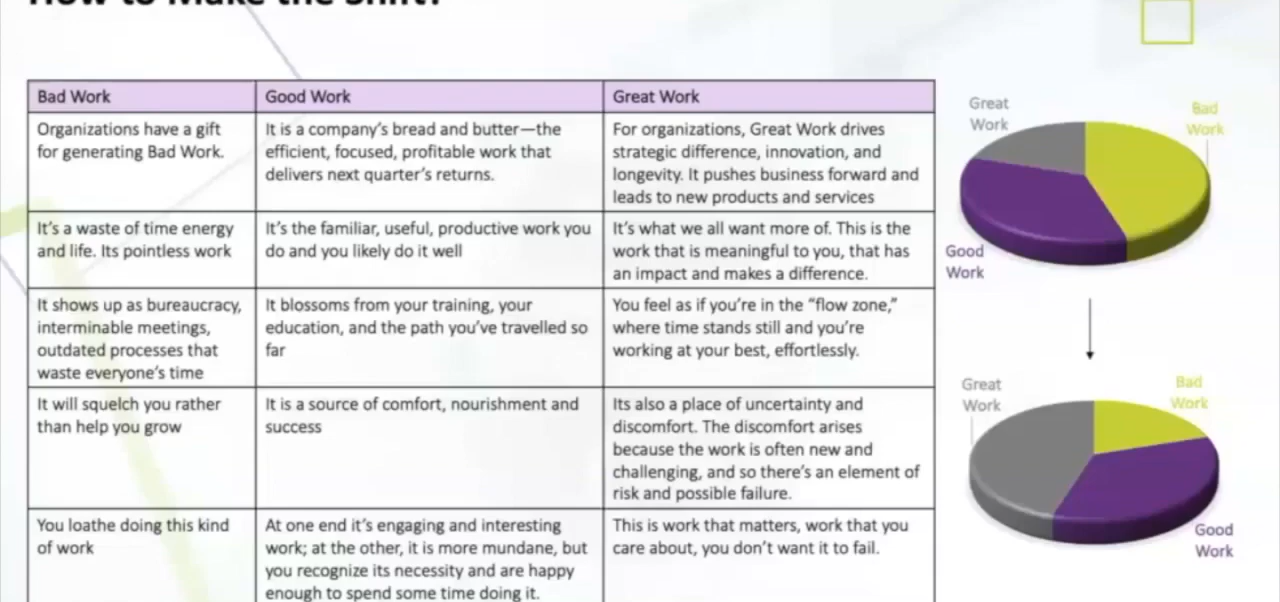 How to Make the Shift?
Bad Work
Good Work
Great Work
Organizations have a gift
for generating Bad Work.
It is a company's bread and butter—the
efficient, focused, profitable work that
delivers next quarter's returns.
For organizations, Great Work drives
strategic difference, innovation, and
longevity. It pushes business forward and
leads to new products and services
It's a waste of time energy
and life. Its pointless work
It's the familiar, useful, productive work you
do and you likely do it well
It's what we all want more of. This is the
work that is meaningful to you, that has
an impact and makes a difference.
It shows up as bureaucracy,
interminable meetings,
outdated processes that
waste everyone's time
It blossoms from your training, your
education, and the path you've travelled so
far
You feel as if you're in the "flow zone,"
where time stands still and you're
working at your best, effortlessly.
It will squelch you rather
than help you grow
It is a source of comfort, nourishment and
success
Its also a place of uncertainty and
discomfort. The discomfort arises
because the work is often new and
challenging, and so there's an element of
risk and possible failure.
You loathe doing this kind
of work
At one end it's engaging and interesting
work; at the other, it is more mundane, but
you recognize its necessity and are happy
enough to spend some time doing it.
This is work that matters, work that you
care about, you don't want it to fail.
Great
Work
Bad
Work
Good
Work
Great
Work
Bad
Work
Good
Work